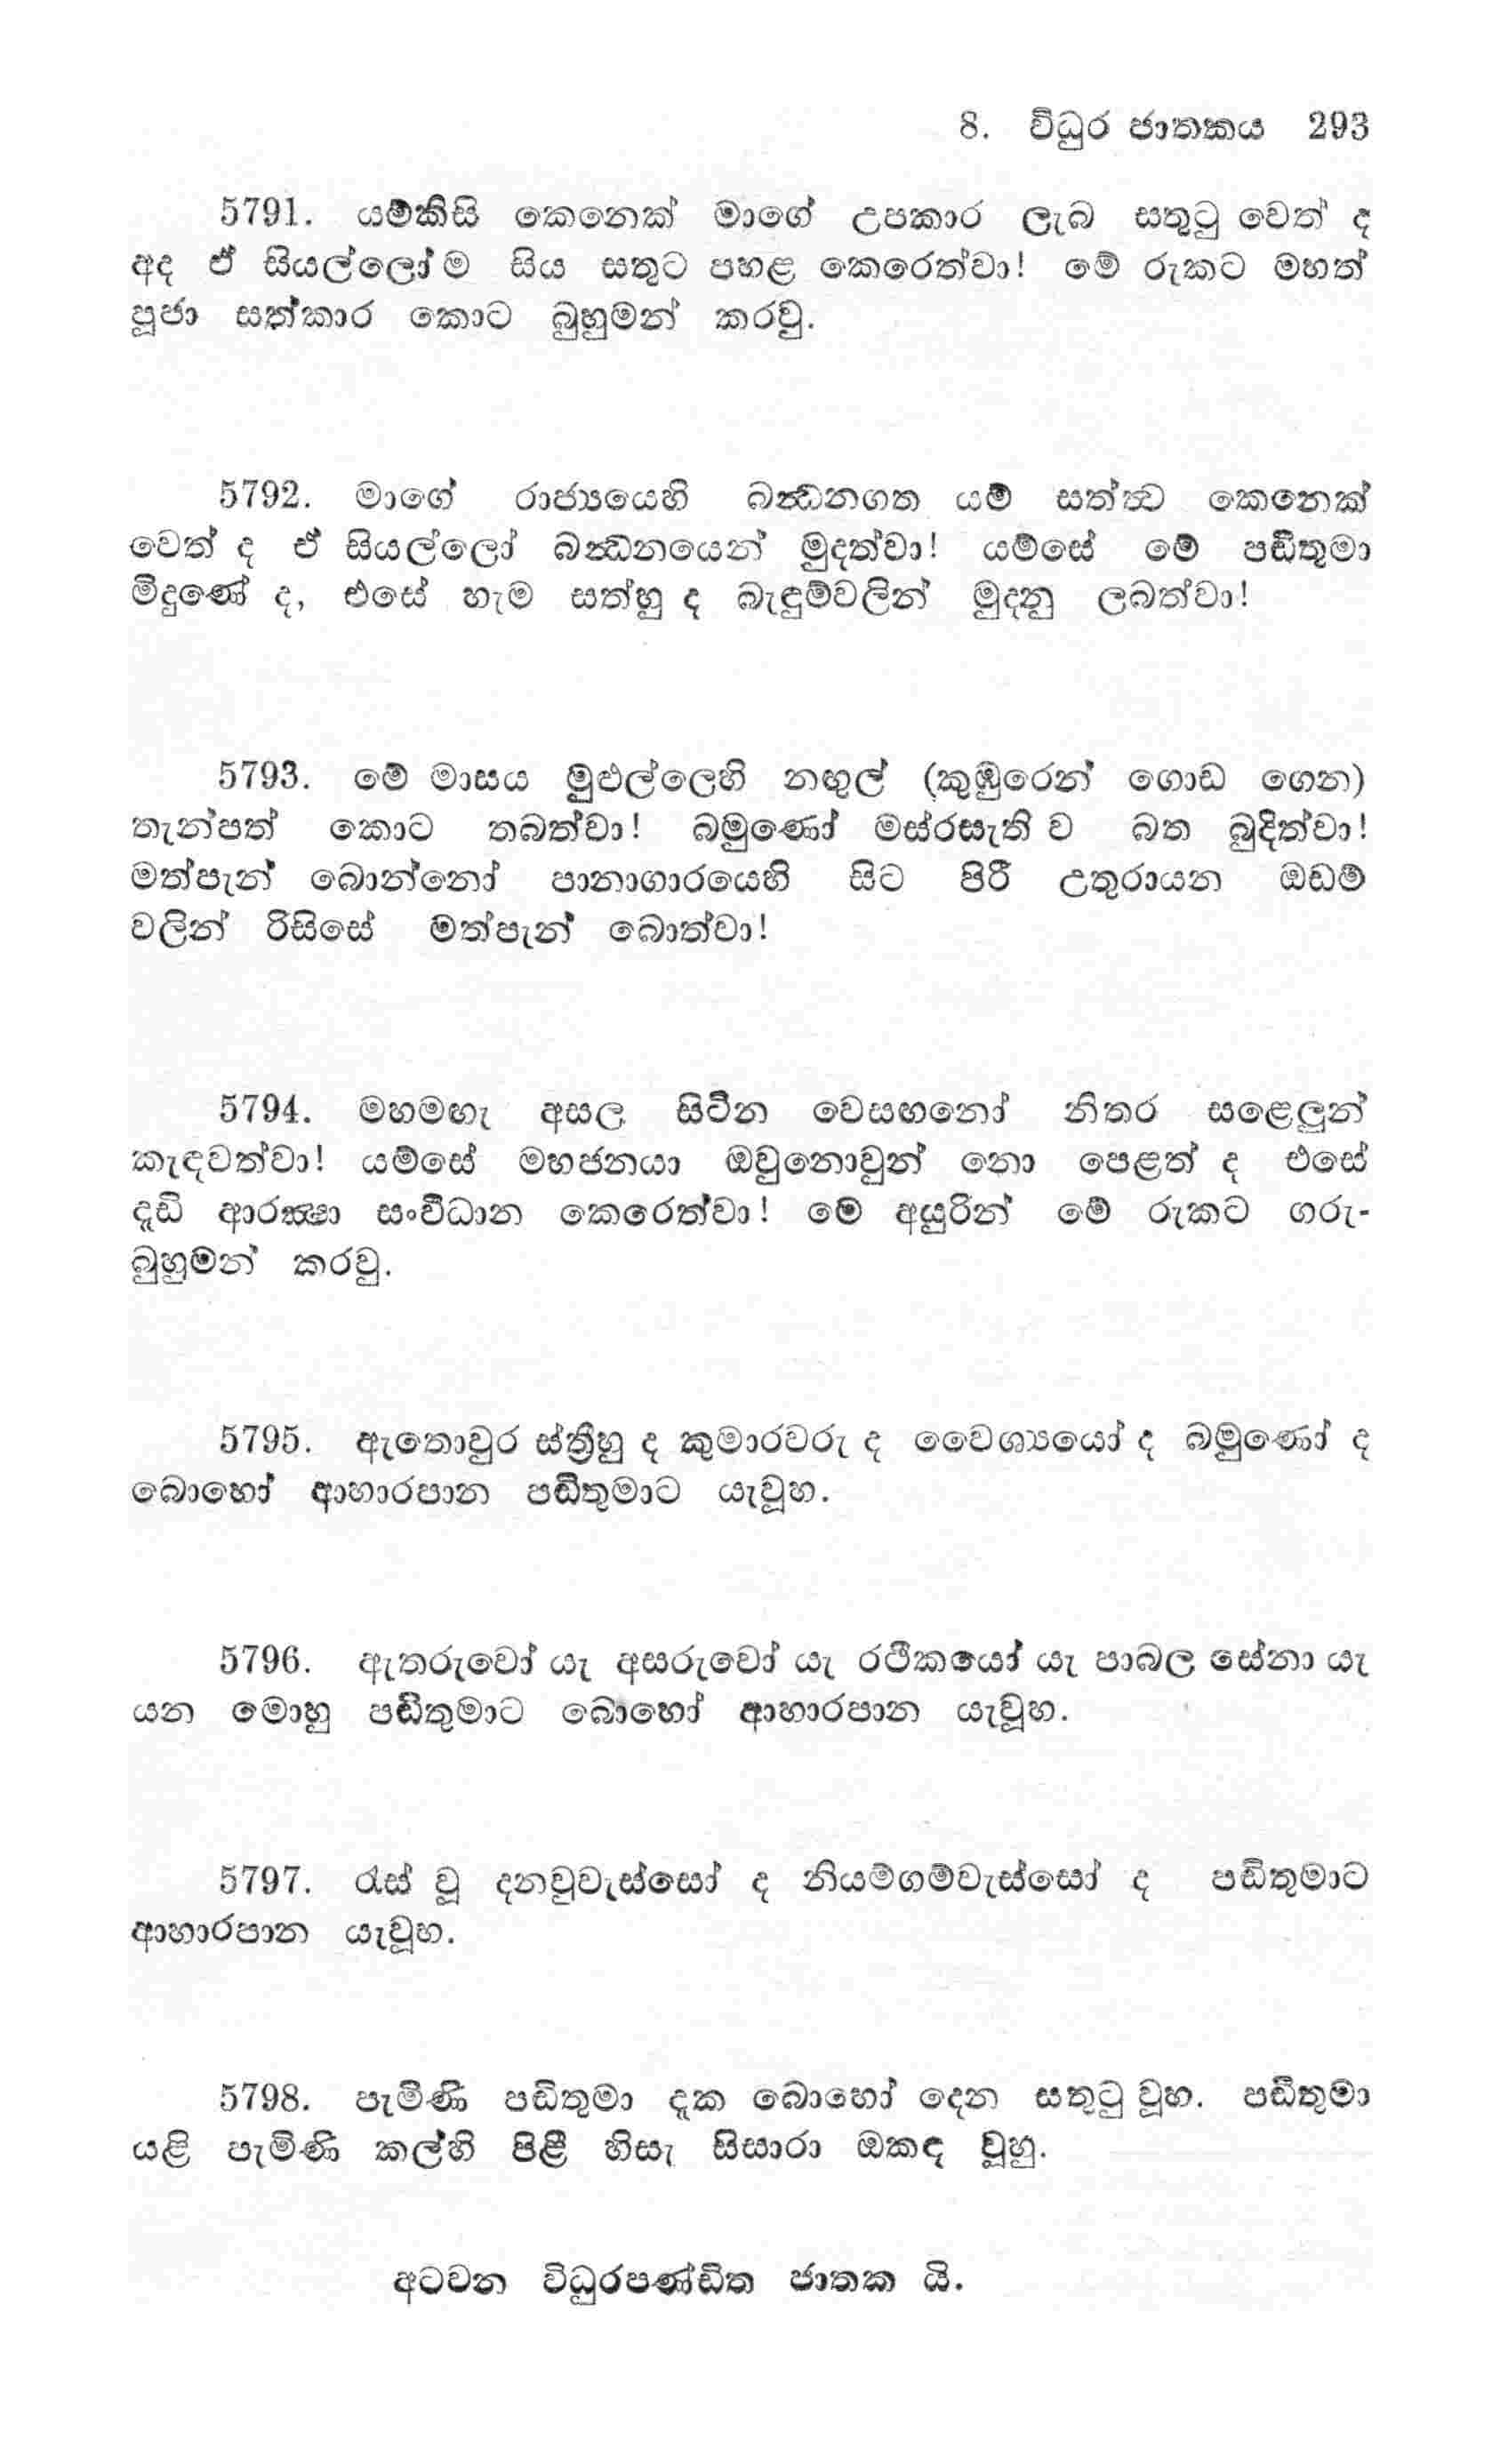 8. විධුර ජාතකය 293
5791. යම්කිසි කෙනෙක් මාගේ උපකාර ලැබ සතුටු වෙත් ද
අද ඒ සියල්ලෝ ම සිය සතුට පහළ කෙරෙත්වා! මේ රුකට මහත්
පූජා සත්කාර කොට බුහුමන් කරවු.
5792. මාගේ රාජ්‍යයෙහි බන්‍ධනගත යම් සත්ත්‍ව කෙනෙක්
වෙත් ද ඒ සියල්ලෝ බන්‍ධනයෙන් මුදත්වා! යම්සේ මේ පඬිතුමා
මිදුණේ ද, එසේ හැම සත්හු ද බැඳුම්වලින් මුදනු ලබත්වා!
5793. මේ මාසය මුළුල්ලෙහි නඟුල් (කුඹුරෙන් ගොඩ ගෙන)
තැන්පත් කොට තබත්වා! බමුණෝ මස්රසැති ව බත බුදිත්වා!
මත්පැන් බොන්නෝ පානාගාරයෙහි සිට පිරී උතුරායන ඔඩම්
වලින් රිසිසේ මත්පැන් බොත්වා!
5794. මහමඟැ අසල සිටින වෙසඟනෝ නිතර සළෙලුන්
කැඳවත්වා! යම්සේ මහජනයා ඔවුනොවුන් නො පෙළත් ද එසේ
දැඩි ආරක්‍ෂා සංවිධාන කෙරෙත්වා! මෙ අයුරින් මේ රුකට ගරු-
බුහුමන් කරවු.
5795. ඇතොවුර ස්ත්‍රීහු ද කුමාරවරු ද වෛශ්‍යයෝ ද බමුණෝ ද
බොහෝ ආහාරපාන පඬිතුමාට යැවූහ.
5796. ඇතරුවෝ යැ අසරුවෝ යැ රථිකයෝ යැ පාබල සේනා යැ
යන මොහු පඬිතුමාට බොහෝ ආහාරපාන යැවූහ.
5797. රැස් වූ දනවුවැස්සෝ ද නියම්ගම්වැස්සෝ ද පඬිතුමාට
ආහාරපාන යැවූහ.
5798. පැමිණි පඬිතුමා දැක බොහෝ දෙන සතුටු වූහ. පඬිතුමා
යළි පැමිණි කල්හි පිළී හිසැ සිසාරා ඔකඳ වූහු.
අටවන විධුරපණ්ඩිත ජාතක යි.